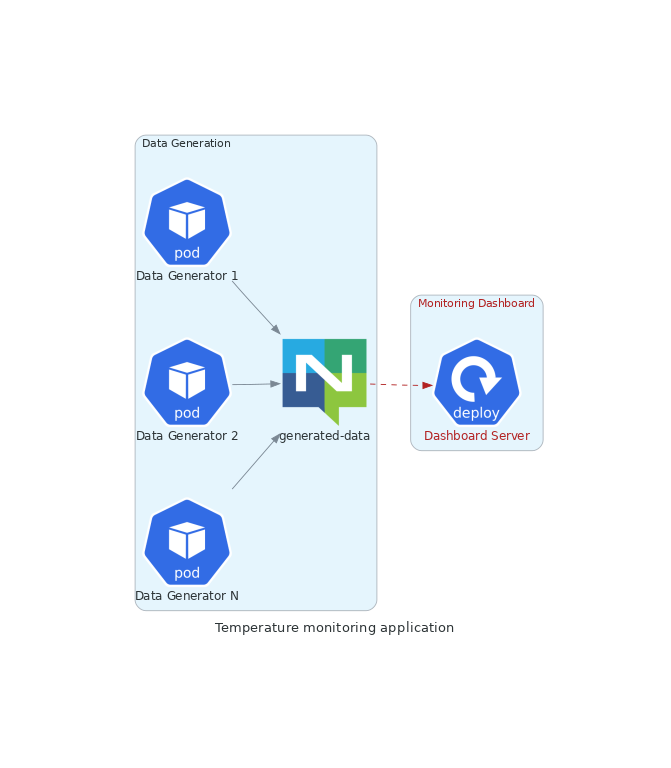 Data Generation
pod
Data Generator 1
pod
Data Generator 2
N
generated-data
pod
Data Generator N
Monitoring Dashboard
deploy
Dashboard Server
Temperature monitoring application